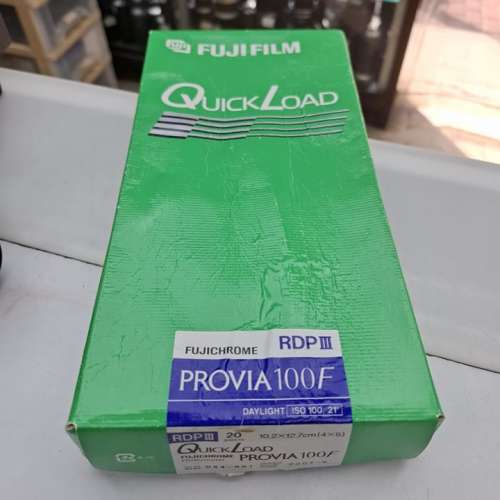 FUJIFILM
QUICKLOAD
FUJICHROME RDP III
PROVIA 100F
DAYLIGHT ISO 100/21°
RDP III 20 10.2×12.7cm(4×5)
QUICKLOAD
FUJICHROME PROVIA 100F